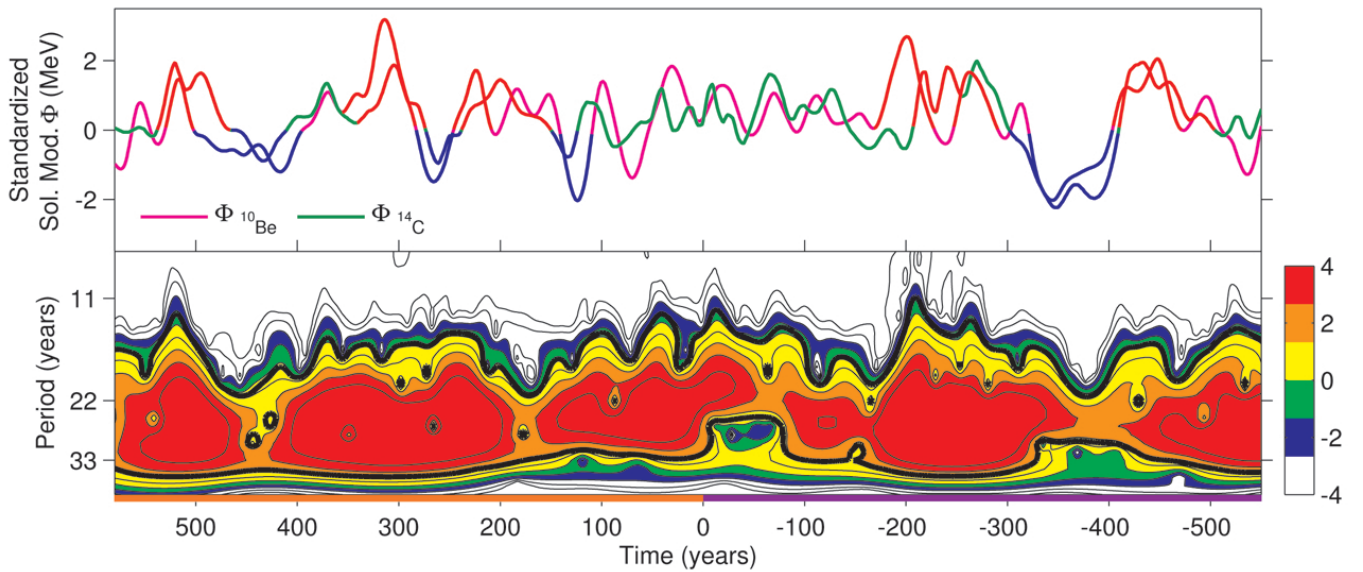 Standardized
Sol. Mod. Φ (MeV)
2
0
-2
Φ 10Be
Φ 14C
Period (years)
11
22
33
4
2
0
-2
-4
500 400 300 200 100 0 -100 -200 -300 -400 -500
Time (years)